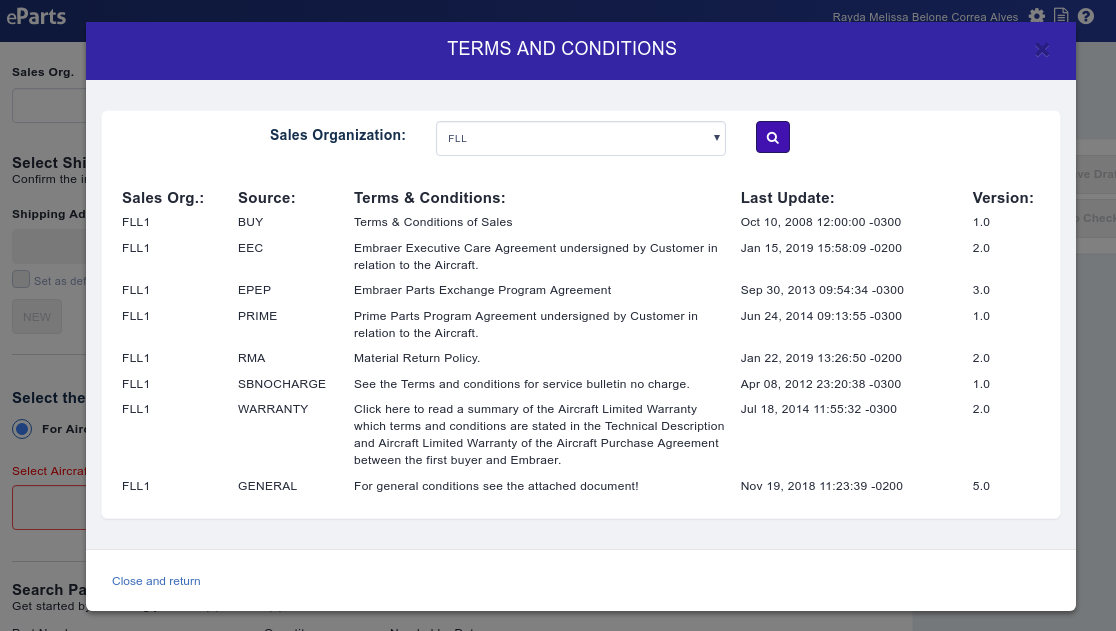 eParts
Rayda Melissa Belone Correa Alves
TERMS AND CONDITIONS
Sales Org.
Sales Organization:
FLL
Select Shi
Confirm the i
ve Draf
Sales Org.: Source: Terms & Conditions: Last Update: Version:
Shipping Ad
Check
FLL1 BUY Terms & Conditions of Sales Oct 10, 2008 12:00:00 -0300 1.0
FLL1 EEC Embraer Executive Care Agreement undersigned by Customer in Jan 15, 2019 15:58:09 -0200 2.0
relation to the Aircraft.
Set as def
FLL1 EPEP Embraer Parts Exchange Program Agreement Sep 30, 2013 09:54:34 -0300 3.0
NEW
FLL1 PRIME Prime Parts Program Agreement undersigned by Customer in Jun 24, 2014 09:13:55 -0300 1.0
relation to the Aircraft.
FLL1 RMA Material Return Policy. Jan 22, 2019 13:26:50 -0200 2.0
FLL1 SBNOCHARGE See the Terms and conditions for service bulletin no charge. Apr 08, 2012 23:20:38 -0300 1.0
Select the
FLL1 WARRANTY Click here to read a summary of the Aircraft Limited Warranty Jul 18, 2014 11:55:32 -0300 2.0
which terms and conditions are stated in the Technical Description
For Airc
and Aircraft Limited Warranty of the Aircraft Purchase Agreement
between the first buyer and Embraer.
Select Aircraf
FLL1 GENERAL For general conditions see the attached document! Nov 19, 2018 11:23:39 -0200 5.0
Close and return
Search Pa
Get started by